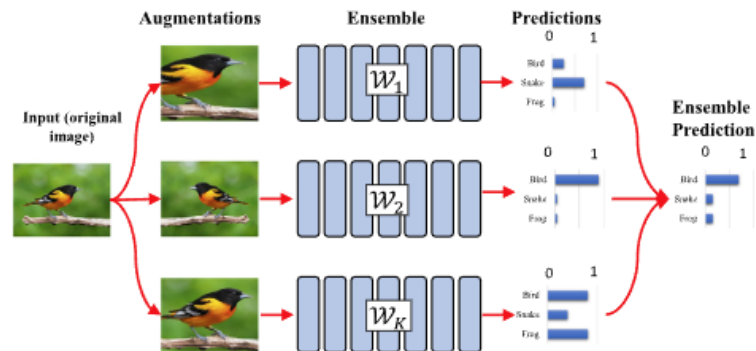 Augmentations Ensemble Predictions
0 1
Bird
Snake
Frog
W1
Input (original
image)
Ensemble
Prediction
0 1
Bird
Snake
Frog
W2
0 1
Bird
Snake
Frog
0 1
Bird
Snake
Frog
WK